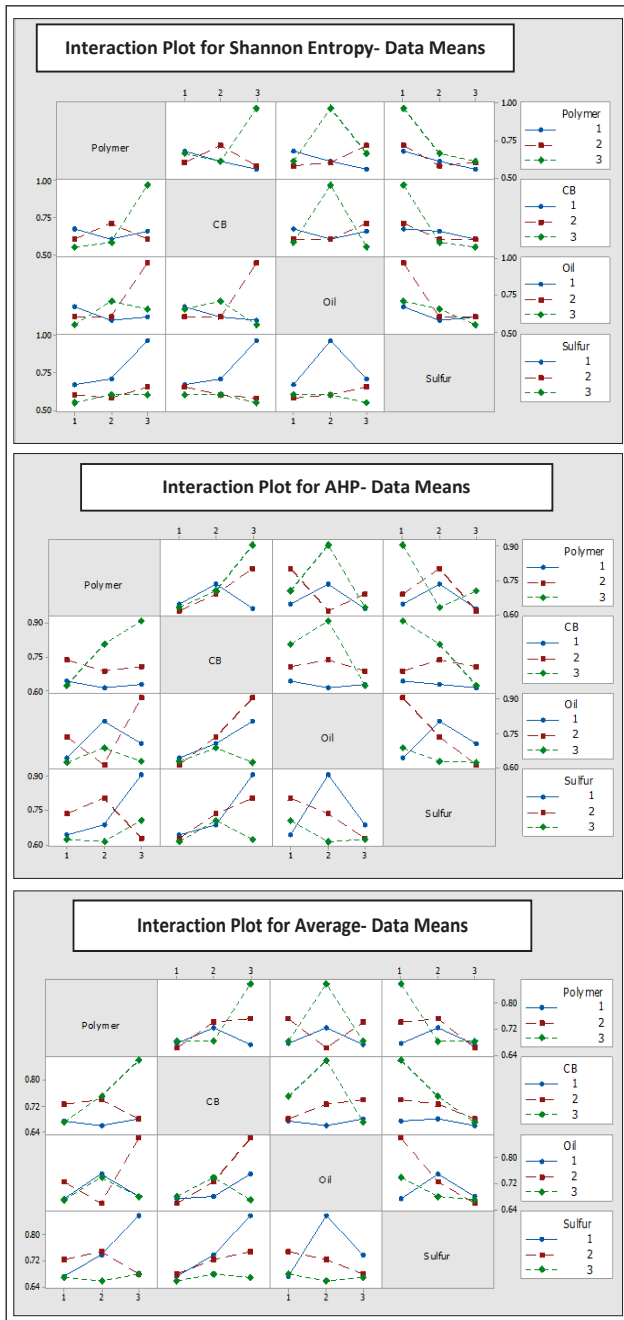 Interaction Plot for Shannon Entropy- Data Means
1 2 3 1 2 3
Polymer
1.00
0.75
0.50
Polymer
1
2
3
1.00
0.75
0.50
CB
CB
1
2
3
Oil
1.00
0.75
0.50
Oil
1
2
3
1.00
0.75
0.50
Sulfur
Sulfur
1
2
3
1 2 3 1 2 3
Interaction Plot for AHP- Data Means
1 2 3 1 2 3
Polymer
0.90
0.75
0.60
Polymer
1
2
3
0.90
0.75
0.60
CB
CB
1
2
3
Oil
0.90
0.75
0.60
Oil
1
2
3
0.90
0.75
0.60
Sulfur
Sulfur
1
2
3
1 2 3 1 2 3
Interaction Plot for Average- Data Means
1 2 3 1 2 3
Polymer
0.80
0.72
0.64
Polymer
1
2
3
0.80
0.72
0.64
CB
CB
1
2
3
Oil
0.80
0.72
0.64
Oil
1
2
3
0.80
0.72
0.64
Sulfur
Sulfur
1
2
3
1 2 3 1 2 3